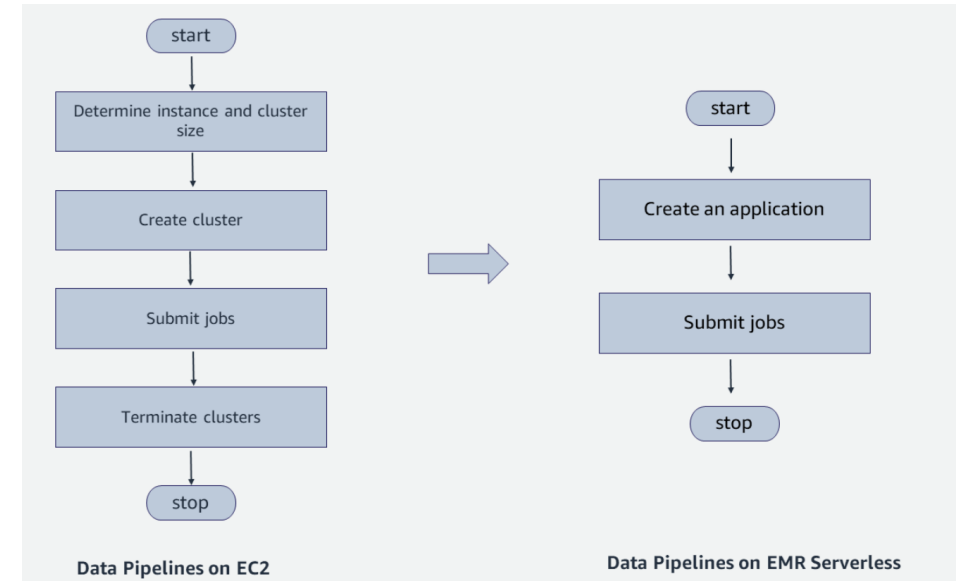 start
Determine instance and cluster
size
Create cluster
Submit jobs
Terminate clusters
stop
Data Pipelines on EC2
start
Create an application
Submit jobs
stop
Data Pipelines on EMR Serverless